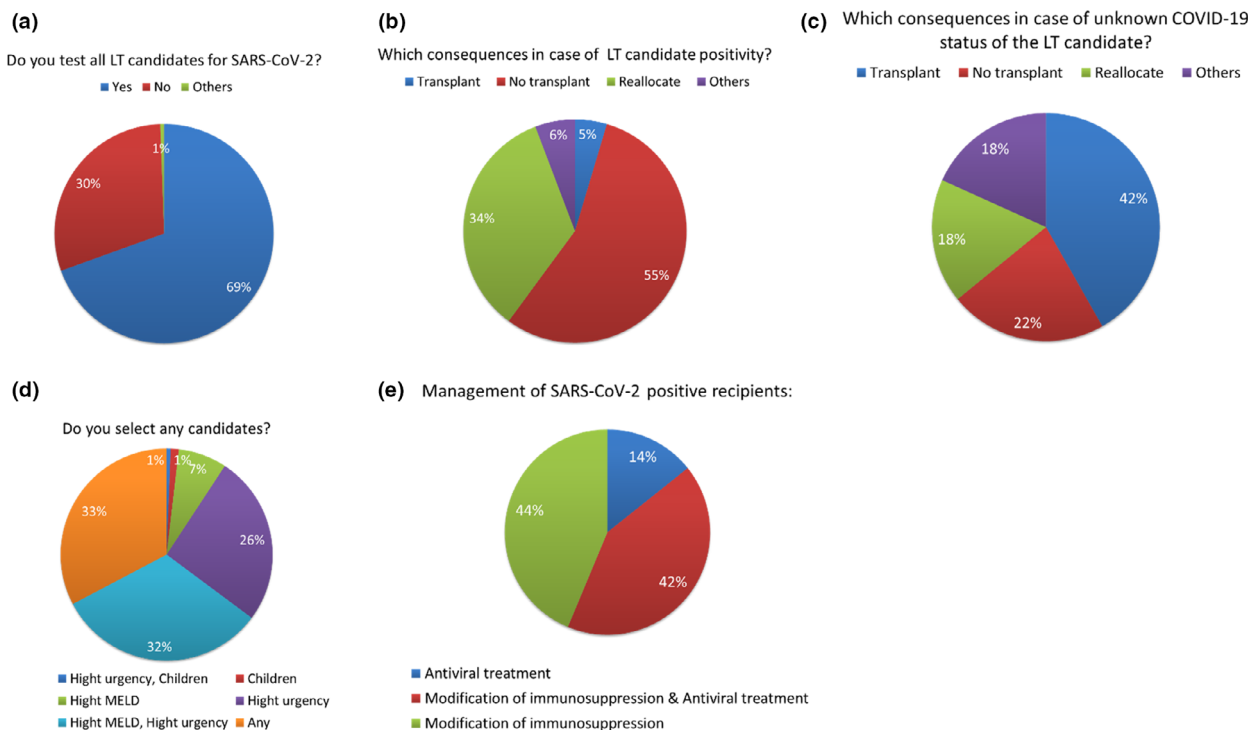 (a)
Do you test all LT candidates for SARS-CoV-2?
Yes No Others
1%
30%
69%
(b)
Which consequences in case of LT candidate positivity?
Transplant No transplant Reallocate Others
6% 5%
34%
55%
(c)
Which consequences in case of unknown COVID-19
status of the LT candidate?
Transplant No transplant Reallocate Others
18%
42%
18%
22%
(d)
Do you select any candidates?
1% 1%
7%
33%
26%
32%
Hight urgency, Children Children
Hight MELD Hight urgency
Hight MELD, Hight urgency Any
(e)
Management of SARS-CoV-2 positive recipients:
14%
44%
42%
Antiviral treatment
Modification of immunosuppression & Antiviral treatment
Modification of immunosuppression